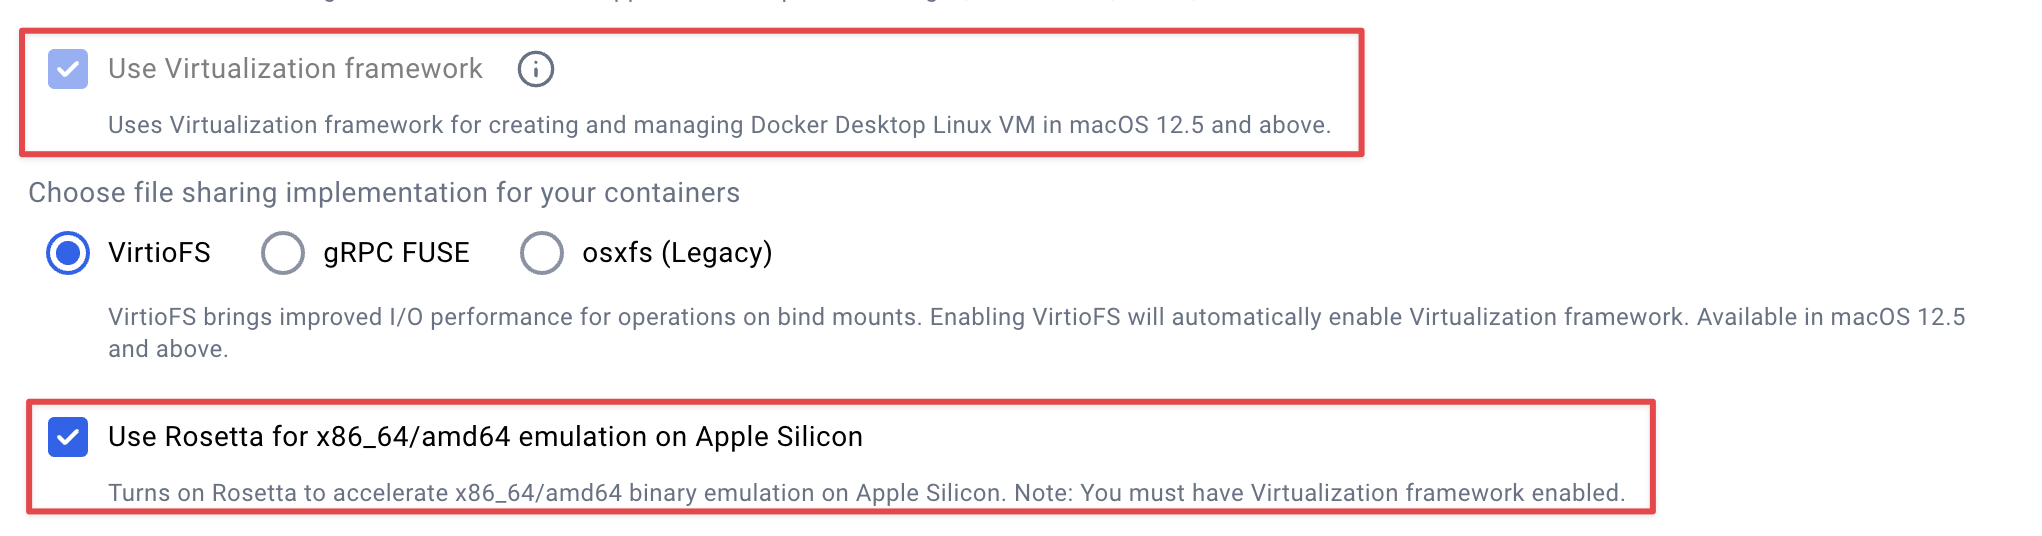 Use Virtualization framework
Uses Virtualization framework for creating and managing Docker Desktop Linux VM in macOS 12.5 and above.
Choose file sharing implementation for your containers
VirtioFS gRPC FUSE osxfs (Legacy)
VirtioFS brings improved I/O performance for operations on bind mounts. Enabling VirtioFS will automatically enable Virtualization framework. Available in macOS 12.5
and above.
Use Rosetta for x86_64/amd64 emulation on Apple Silicon
Turns on Rosetta to accelerate x86_64/amd64 binary emulation on Apple Silicon. Note: You must have Virtualization framework enabled.